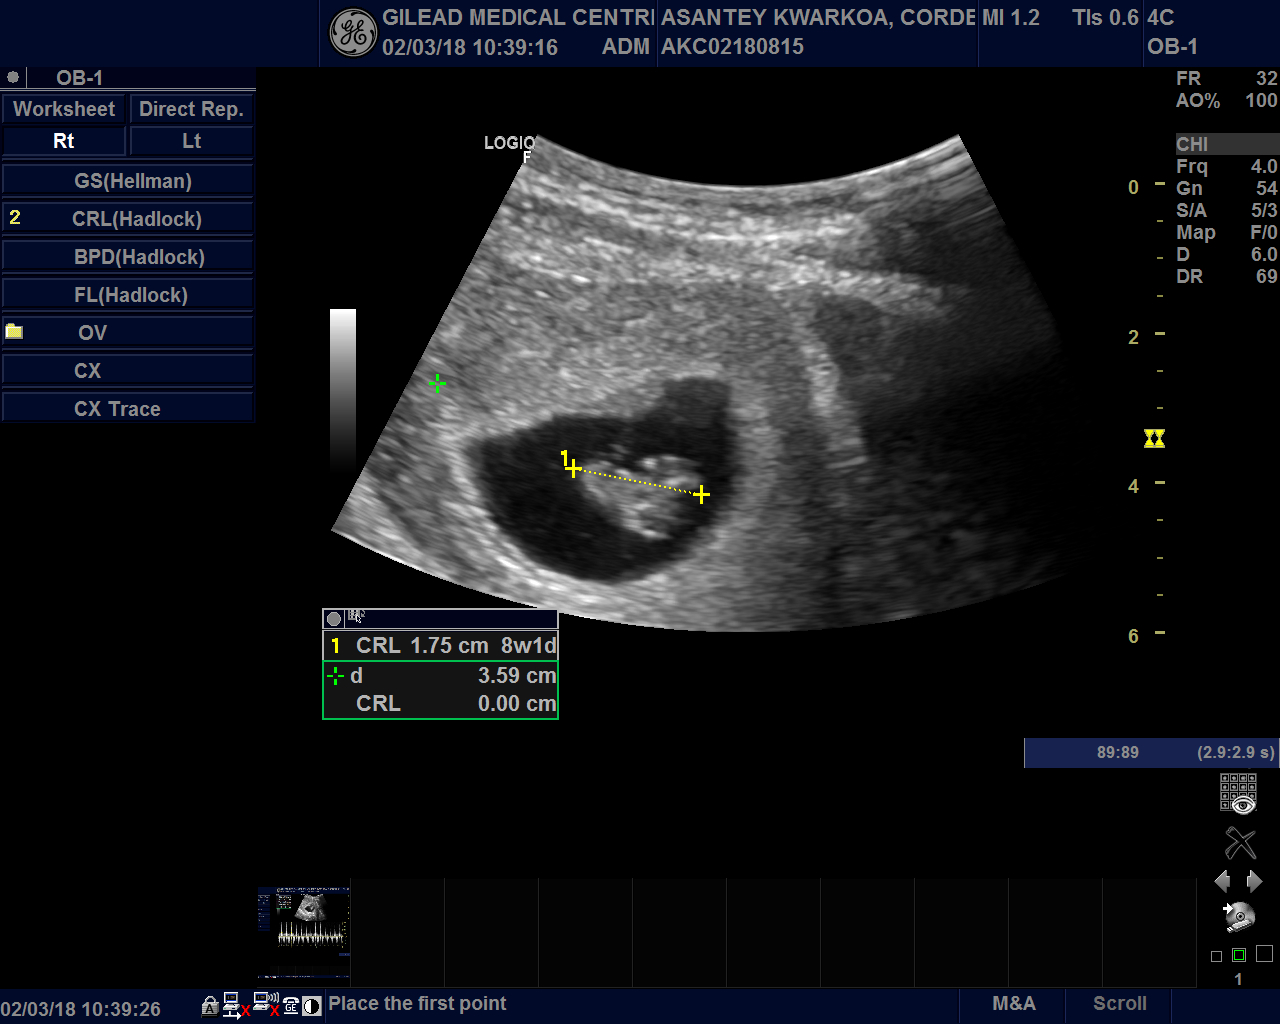 GILEAD MEDICAL CENTR
ASANTEY KWARKOA, CORDE
MI 1.2
TIs 0.6
4C
02/03/18 10:39:16
ADM
AKC02180815
OB-1
OB-1
Worksheet
Direct Rep.
Rt
Lt
GS(Hellman)
2 CRL(Hadlock)
BPD(Hadlock)
FL(Hadlock)
OV
CX
CX Trace
LOGIQ
F
FR 32
AO% 100
CHI
Frq 4.0
Gn 54
S/A 5/3
Map F/0
D 6.0
DR 69
0
2
4
6
1
1 CRL 1.75 cm 8w1d
d 3.59 cm
CRL 0.00 cm
89:89 (2.9:2.9 s)
1
02/03/18 10:39:26
Place the first point
M&A
Scroll